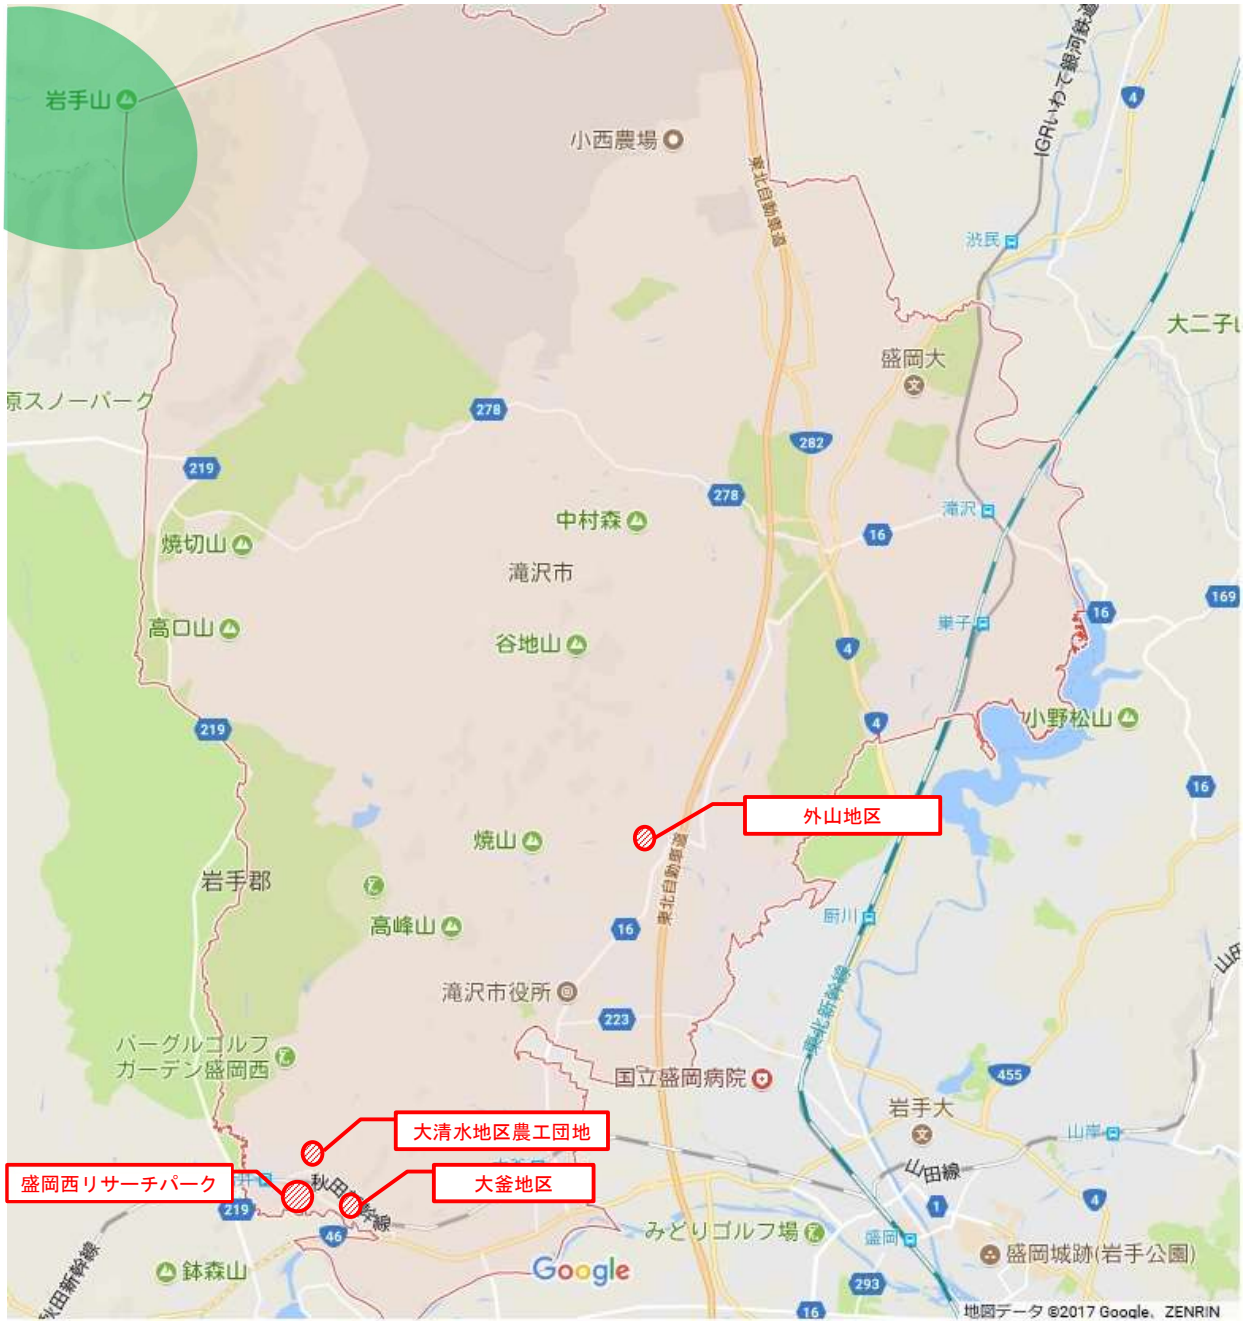 岩手山
小西農場
東北自動車道
IGRいわて銀河鉄道
4
渋民
大二子山
盛岡大
原スノーパーク
278
282
219
278
滝沢
中村森
16
焼切山
滝沢市
169
16
高口山
巣子
谷地山
4
小野松山
219
4
16
外山地区
焼山
東北自動車道
岩手郡
高峰山
厨川
16
山田
滝沢市役所
東北新幹線
223
バーグルゴルフ
ガーデン盛岡西
国立盛岡病院
455
岩手大
大清水地区農工団地
山岸
山田線
盛岡西リサーチパーク
井
秋田新幹線
大釜地区
219
1
4
46
みどりゴルフ場
盛岡
盛岡城跡(岩手公園)
秋田新幹線
鉢森山
Google
293
16
地図データ ©2017 Google、ZENRIN